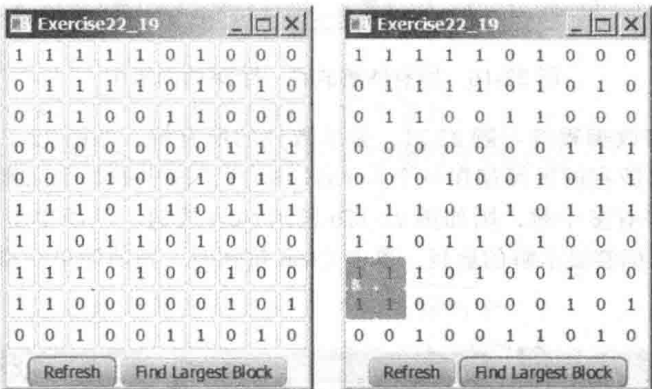 Exercise22_19
1 1 1 1 1 0 1 0 0 0
0 1 1 1 1 0 1 0 1 0
0 1 1 0 0 1 1 0 0 0
0 0 0 0 0 0 0 1 1 1
0 0 0 1 0 0 1 0 1 1
1 1 1 0 1 1 0 1 1 1
1 1 0 1 1 0 1 0 0 0
1 1 1 0 1 0 0 1 0 0
1 1 0 0 0 0 0 1 0 1
0 0 1 0 0 1 1 0 1 0
Refresh Find Largest Block
Exercise22_19
1 1 1 1 1 0 1 0 0 0
0 1 1 1 1 0 1 0 1 0
0 1 1 0 0 1 1 0 0 0
0 0 0 0 0 0 0 1 1 1
0 0 0 1 0 0 1 0 1 1
1 1 1 0 1 1 0 1 1 1
1 1 0 1 1 0 1 0 0 0
1 1 1 0 1 0 0 1 0 0
1 1 0 0 0 0 0 1 0 1
0 0 1 0 0 1 1 0 1 0
Refresh Find Largest Block